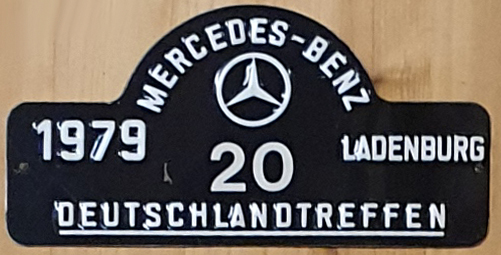 MERCEDES-BENZ
1979
20
LADENBURG
DEUTSCHLANDTREFFEN